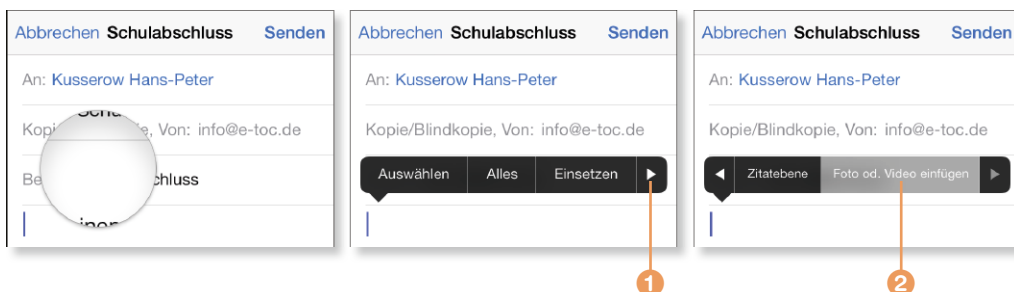 Abbrechen Schulabschluss Senden
An: Kusserow Hans-Peter
Kopi e, Von: info@e-toc.de
Be chluss
Abbrechen Schulabschluss Senden
An: Kusserow Hans-Peter
Kopie/Blindkopie, Von: info@e-toc.de
Auswählen Alles Einsetzen
1
Abbrechen Schulabschluss Senden
An: Kusserow Hans-Peter
Kopie/Blindkopie, Von: info@e-toc.de
Zitatebene Foto od. Video einfügen
2